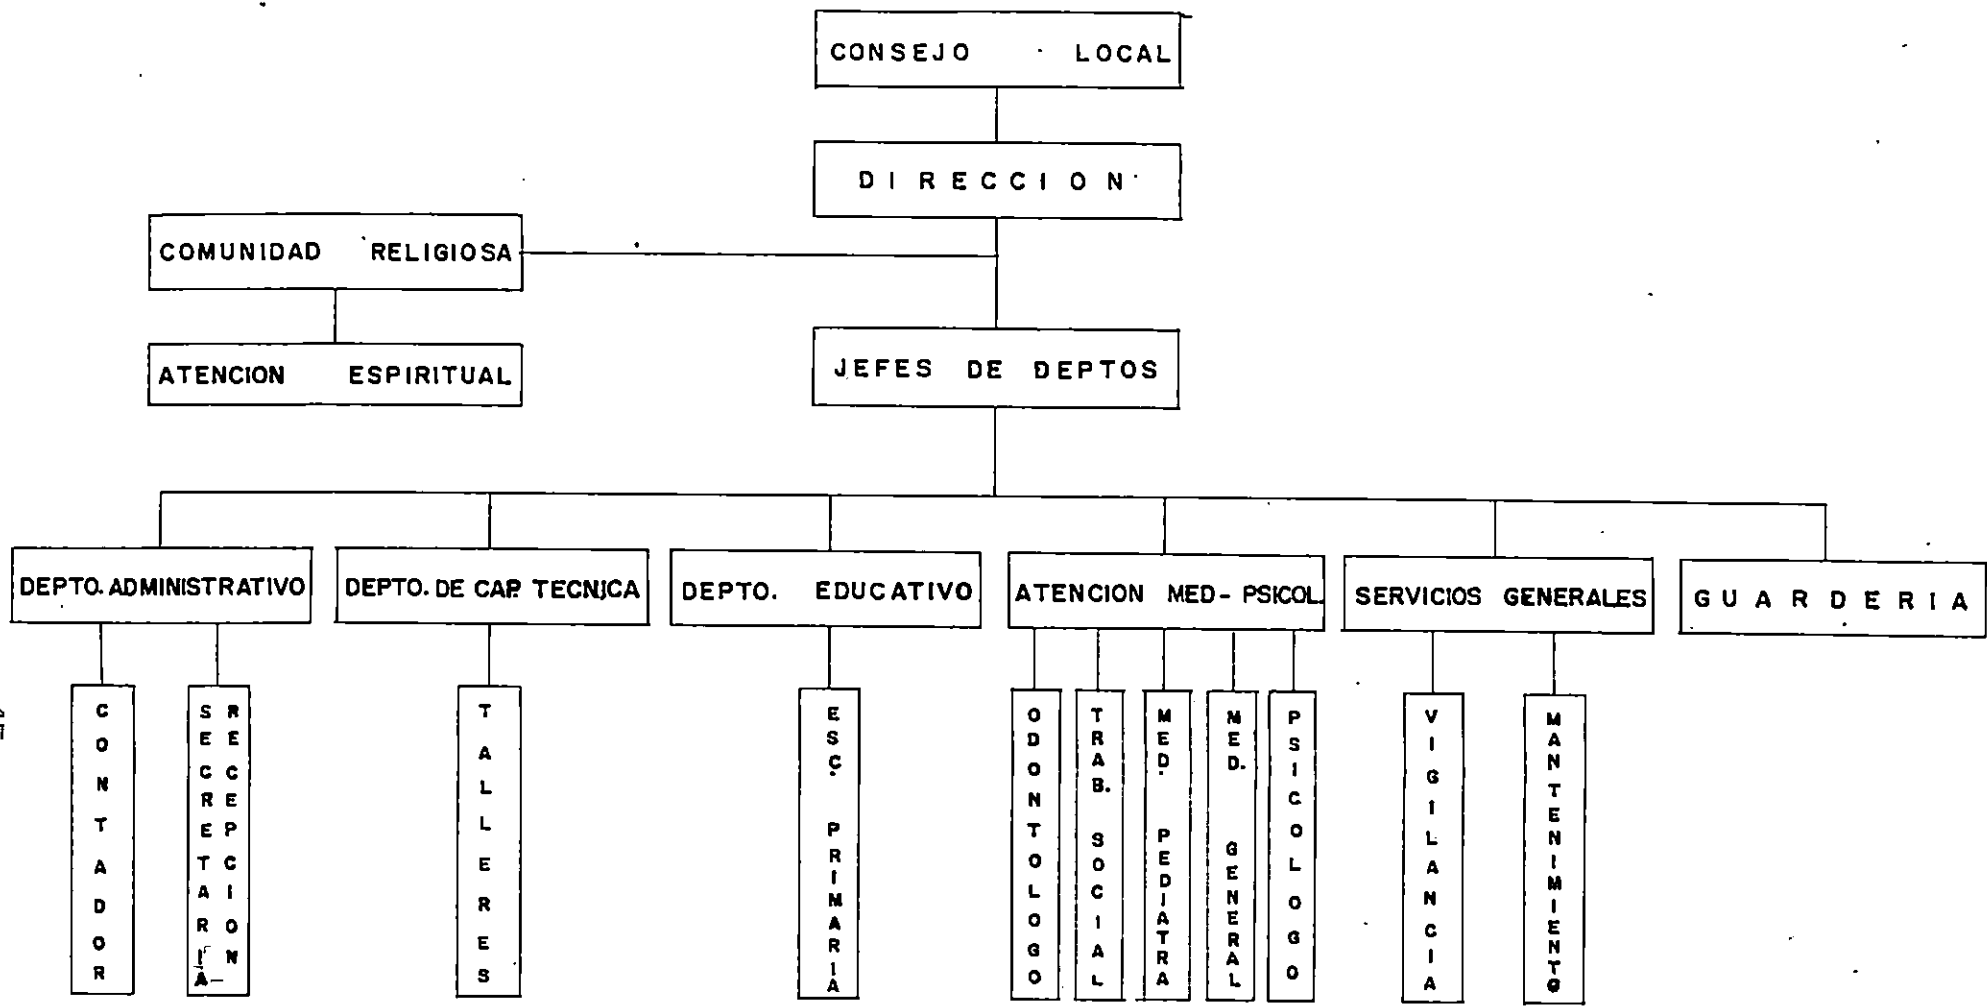 CONSEJO LOCAL
DIRECCION
COMUNIDAD RELIGIOSA
ATENCION ESPIRITUAL
JEFES DE DEPTOS
DEPTO. ADMINISTRATIVO
DEPTO. DE CAP. TECNICA
DEPTO. EDUCATIVO
ATENCION MED-PSICOL.
SERVICIOS GENERALES
GUARDERIA
CONTADOR
SECRETARIA
RECEPCION
TALLERES
ESC. PRIMARIA
ODONTOLOGO
TRAB. SOCIAL
MED. PEDIATRA
MED. GENERAL
PSICOLOGO
VIGILANCIA
MANTENIMIENTO